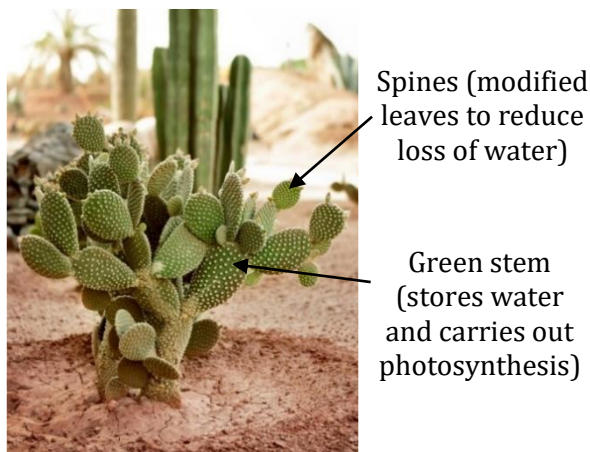 Spines (modified
leaves to reduce
loss of water)
Green stem
(stores water
and carries out
photosynthesis)